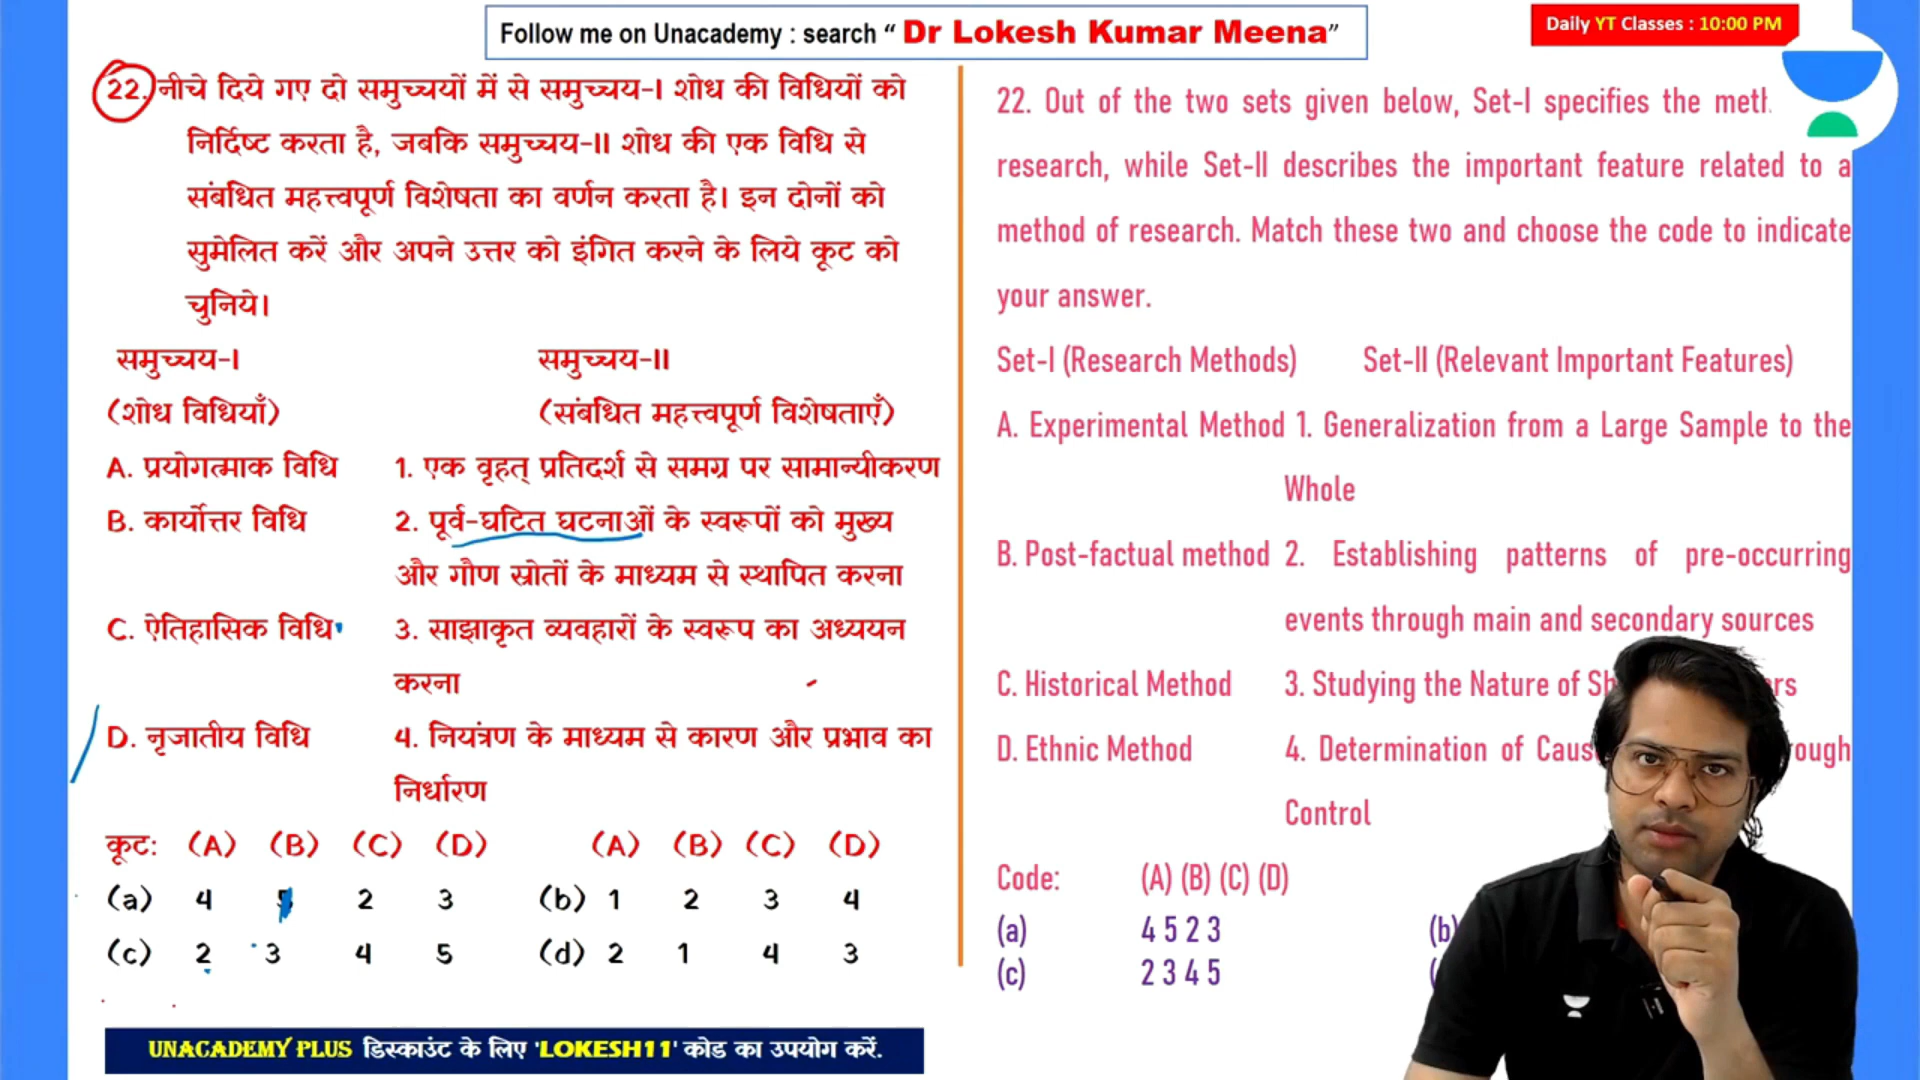 Follow me on Unacademy : search “ Dr Lokesh Kumar Meena”
Daily YT Classes : 10:00 PM
22. नीचे दिये गए दो समुच्चयों में से समुच्चय-I शोध की विधियों को
निर्दिष्ट करता है, जबकि समुच्चय-II शोध की एक विधि से
संबधित महत्त्वपूर्ण विशेषता का वर्णन करता है। इन दोनों को
सुमेलित करें और अपने उत्तर को इंगित करने के लिये कूट को
चुनिये।
समुच्चय-I समुच्चय-II
(शोध विधियाँ) (संबंधित महत्त्वपूर्ण विशेषताएँ)
A. प्रयोगत्माक विधि 1. एक वृहत् प्रतिदर्श से समग्र पर सामान्यीकरण
B. कार्योत्तर विधि 2. पूर्व-घटित घटनाओं के स्वरूपों को मुख्य
और गौण स्रोतों के माध्यम से स्थापित करना
C. ऐतिहासिक विधि 3. साझाकृत व्यवहारों के स्वरूप का अध्ययन
करना
D. नृजातीय विधि 4. नियंत्रण के माध्यम से कारण और प्रभाव का
निर्धारण
कूट: (A) (B) (C) (D) (A) (B) (C) (D)
(a) 4 5 2 3 (b) 1 2 3 4
(c) 2 3 4 5 (d) 2 1 4 3
UNACADEMY PLUS डिस्काउंट के लिए 'LOKESH11' कोड का उपयोग करें.
22. Out of the two sets given below, Set-I specifies the
research, while Set-II describes the important feature related to a
method of research. Match these two and choose the code to indicate
your answer.
Set-I (Research Methods) Set-II (Relevant Important Features)
A. Experimental Method 1. Generalization from a Large Sample to the
Whole
B. Post-factual method 2. Establishing patterns of pre-occurring
events through main and secondary sources
C. Historical Method 3. Studying the Nature of
D. Ethnic Method 4. Determination of
Control
Code: (A) (B) (C) (D)
(a) 4 5 2 3 (b)
(c) 2 3 4 5